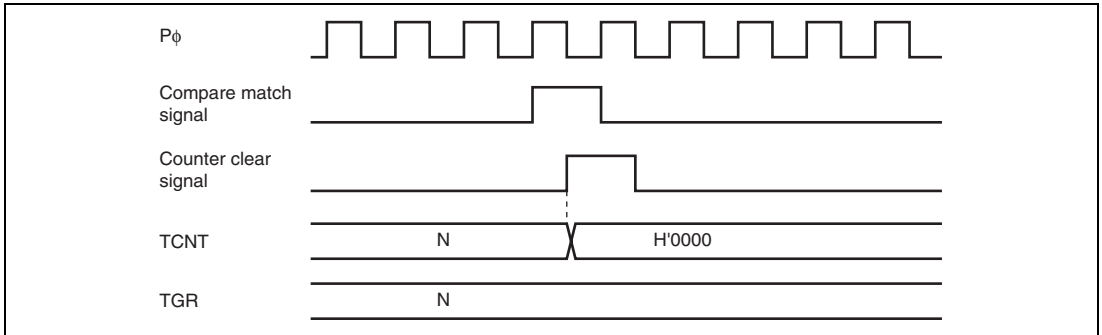 Pϕ
Compare match
signal
Counter clear
signal
TCNT
N
H'0000
TGR
N